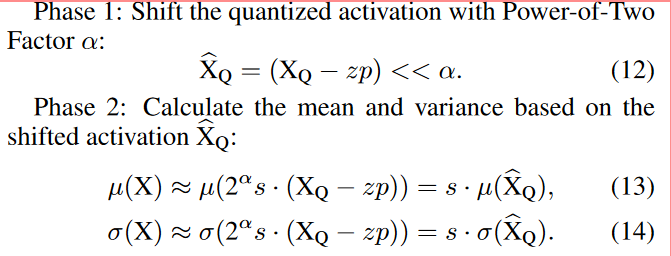 Phase 1: Shift the quantized activation with Power-of-Two
Factor α:
X̂_Q = (X_Q − zp) << α. (12)
Phase 2: Calculate the mean and variance based on the
shifted activation X̂_Q:
μ(X) ≈ μ(2^α s · (X_Q − zp)) = s · μ(X̂_Q), (13)
σ(X) ≈ σ(2^α s · (X_Q − zp)) = s · σ(X̂_Q). (14)